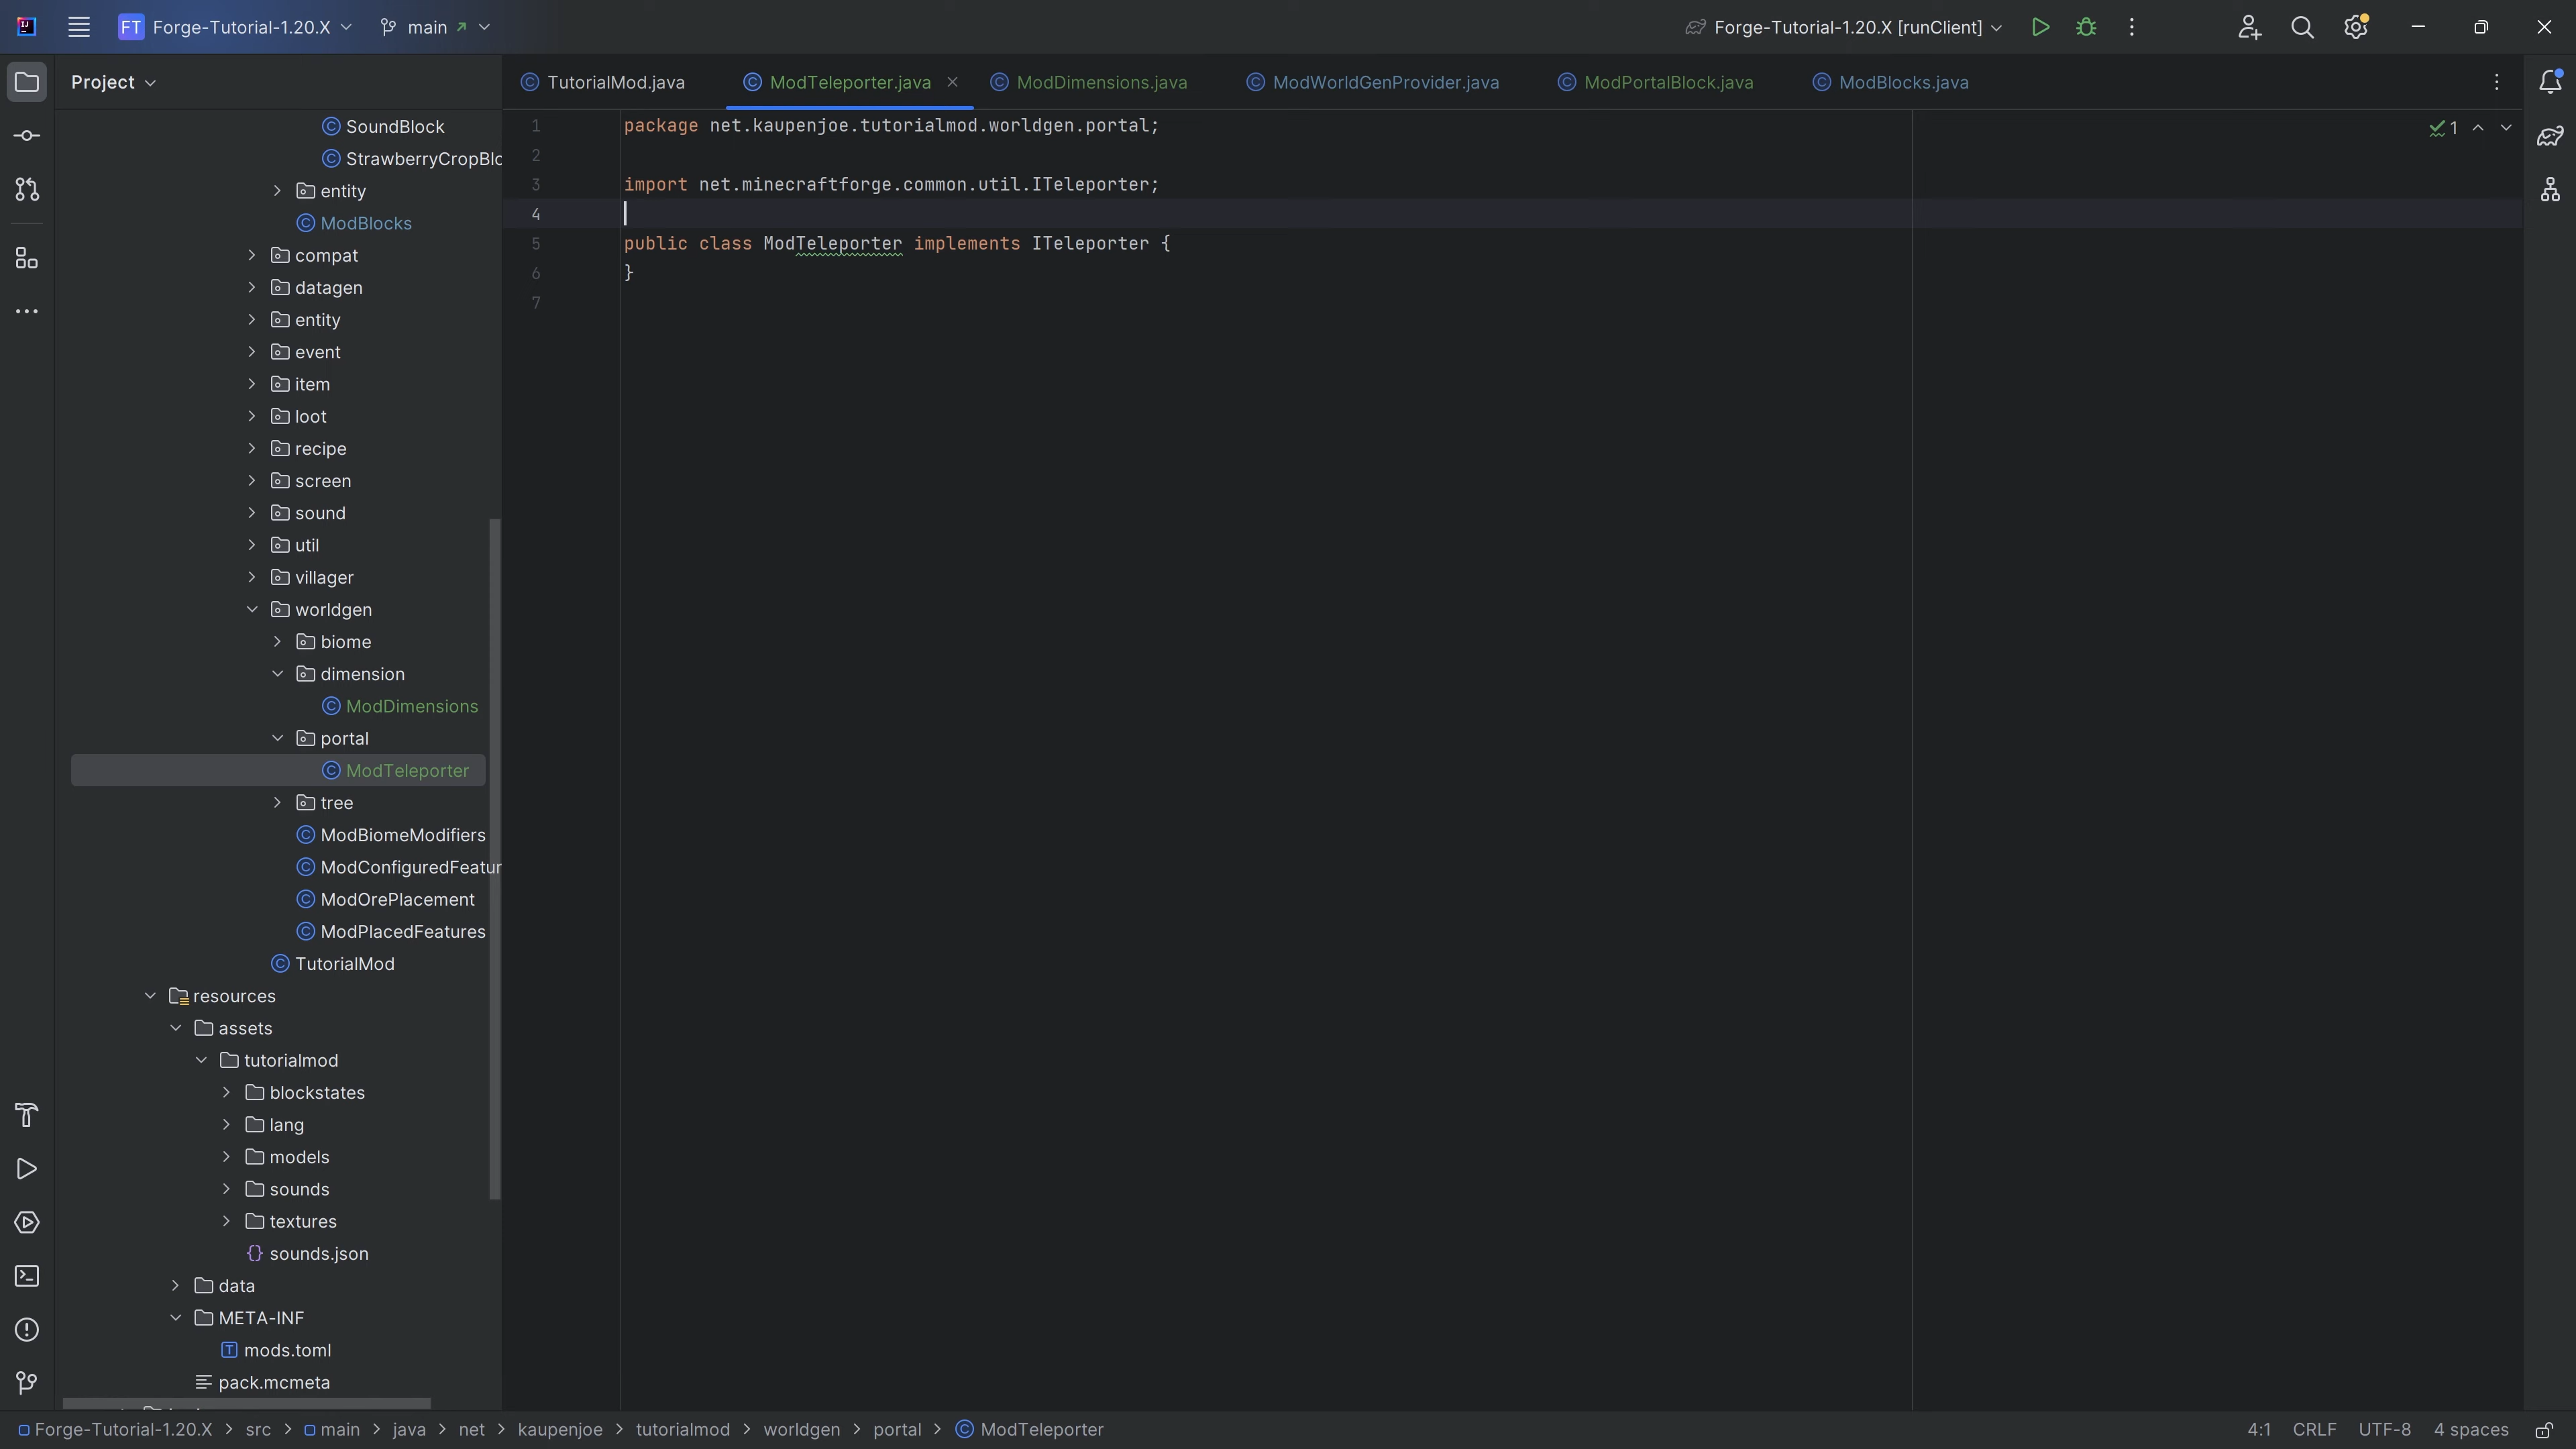 FT Forge-Tutorial-1.20.X main Forge-Tutorial-1.20.X [runClient]
Project
TutorialMod.java ModTeleporter.java ModDimensions.java ModWorldGenProvider.java ModPortalBlock.java ModBlocks.java
SoundBlock
StrawberryCropBlo
entity
ModBlocks
compat
datagen
entity
event
item
loot
recipe
screen
sound
util
villager
worldgen
biome
dimension
ModDimensions
portal
ModTeleporter
tree
ModBiomeModifiers
ModConfiguredFeatur
ModOrePlacement
ModPlacedFeatures
TutorialMod
resources
assets
tutorialmod
blockstates
lang
models
sounds
textures
sounds.json
data
META-INF
mods.toml
pack.mcmeta
1 package net.kaupenjoe.tutorialmod.worldgen.portal;
2
3 import net.minecraftforge.common.util.ITeleporter;
4
5 public class ModTeleporter implements ITeleporter {
6 }
7
1
Forge-Tutorial-1.20.X > src > main > java > net > kaupenjoe > tutorialmod > worldgen > portal > ModTeleporter
4:1 CRLF UTF-8 4 spaces